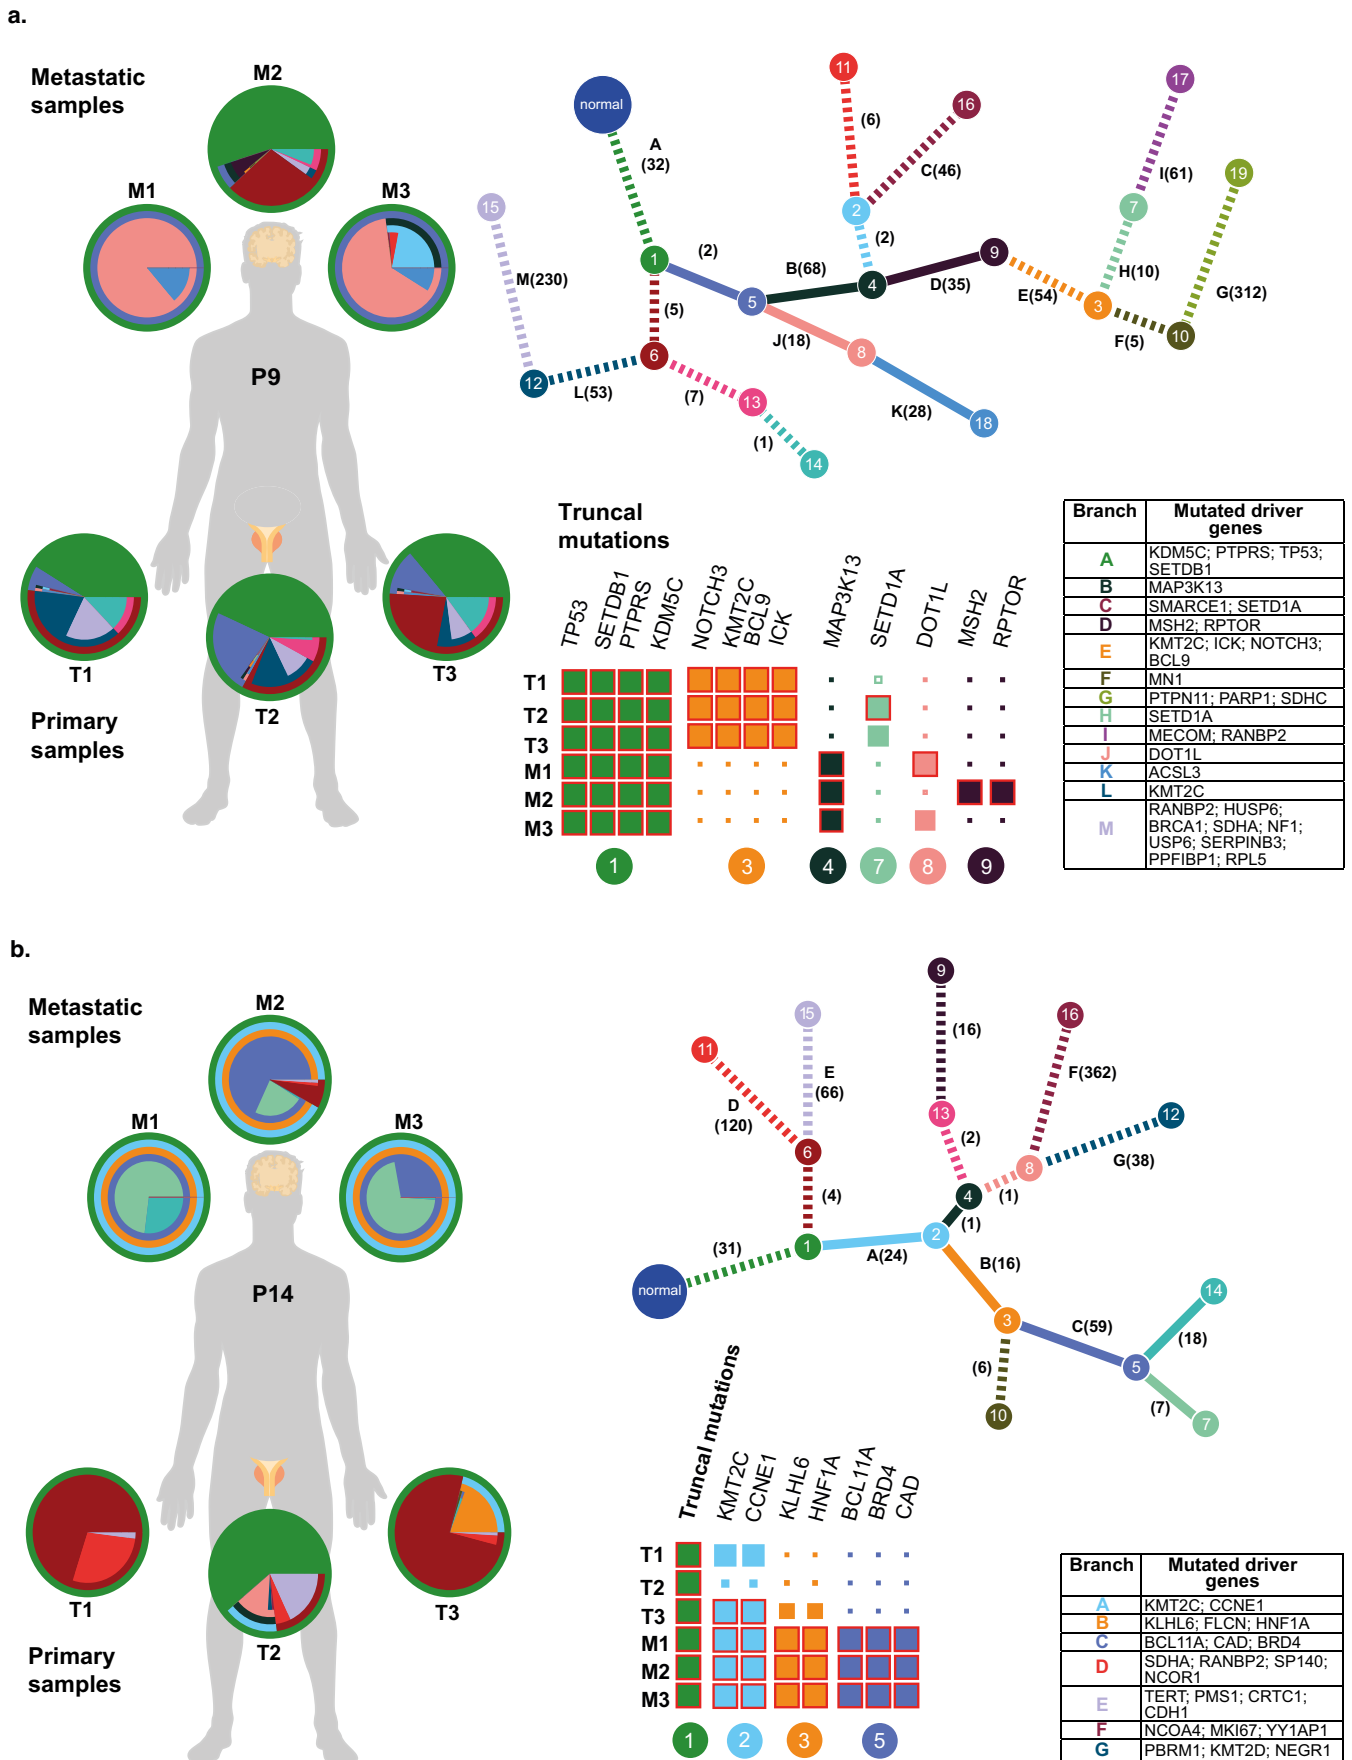 a.
Metastatic
samples
M2
M1
M3
P9
T1
T2
T3
Primary
samples
normal
A
(32)
1
(2)
5
B(68)
4
(2)
2
(6)
11
C(46)
16
D(35)
9
E(54)
3
H(10)
7
I(61)
17
F(5)
10
G(312)
19
J(18)
8
K(28)
18
(5)
6
L(53)
12
M(230)
15
(7)
13
(1)
14
Truncal
mutations
TP53
SETDB1
PTPRS
KDM5C
NOTCH3
KMT2C
BCL9
ICK
MAP3K13
SETD1A
DOT1L
MSH2
RPTOR
T1
T2
T3
M1
M2
M3
1 3 4 7 8 9
Branch Mutated driver
genes
A KDM5C; PTPRS; TP53;
SETDB1
B MAP3K13
C SMARCE1; SETD1A
D MSH2; RPTOR
E KMT2C; ICK; NOTCH3;
BCL9
F MN1
G PTPN11; PARP1; SDHC
H SETD1A
I MECOM; RANBP2
J DOT1L
K ACSL3
L KMT2C
M RANBP2; HUSP6;
BRCA1; SDHA; NF1;
USP6; SERPINB3;
PPFIBP1; RPL5
b.
Metastatic
samples
M2
M1
M3
P14
T1
T2
T3
Primary
samples
normal
(31)
1
(4)
6
D
(120)
11
E
(66)
15
A(24)
2
(1)
4
(2)
13
(16)
9
(1)
8
F(362)
16
G(38)
12
B(16)
3
(6)
10
C(59)
5
(18)
14
(7)
7
Truncal mutations
KMT2C
CCNE1
KLHL6
HNF1A
BCL11A
BRD4
CAD
T1
T2
T3
M1
M2
M3
1 2 3 5
Branch Mutated driver
genes
A KMT2C; CCNE1
B KLHL6; FLCN; HNF1A
C BCL11A; CAD; BRD4
D SDHA; RANBP2; SP140;
NCOR1
E TERT; PMS1; CRTC1;
CDH1
F NCOA4; MKI67; YY1AP1
G PBRM1; KMT2D; NEGR1